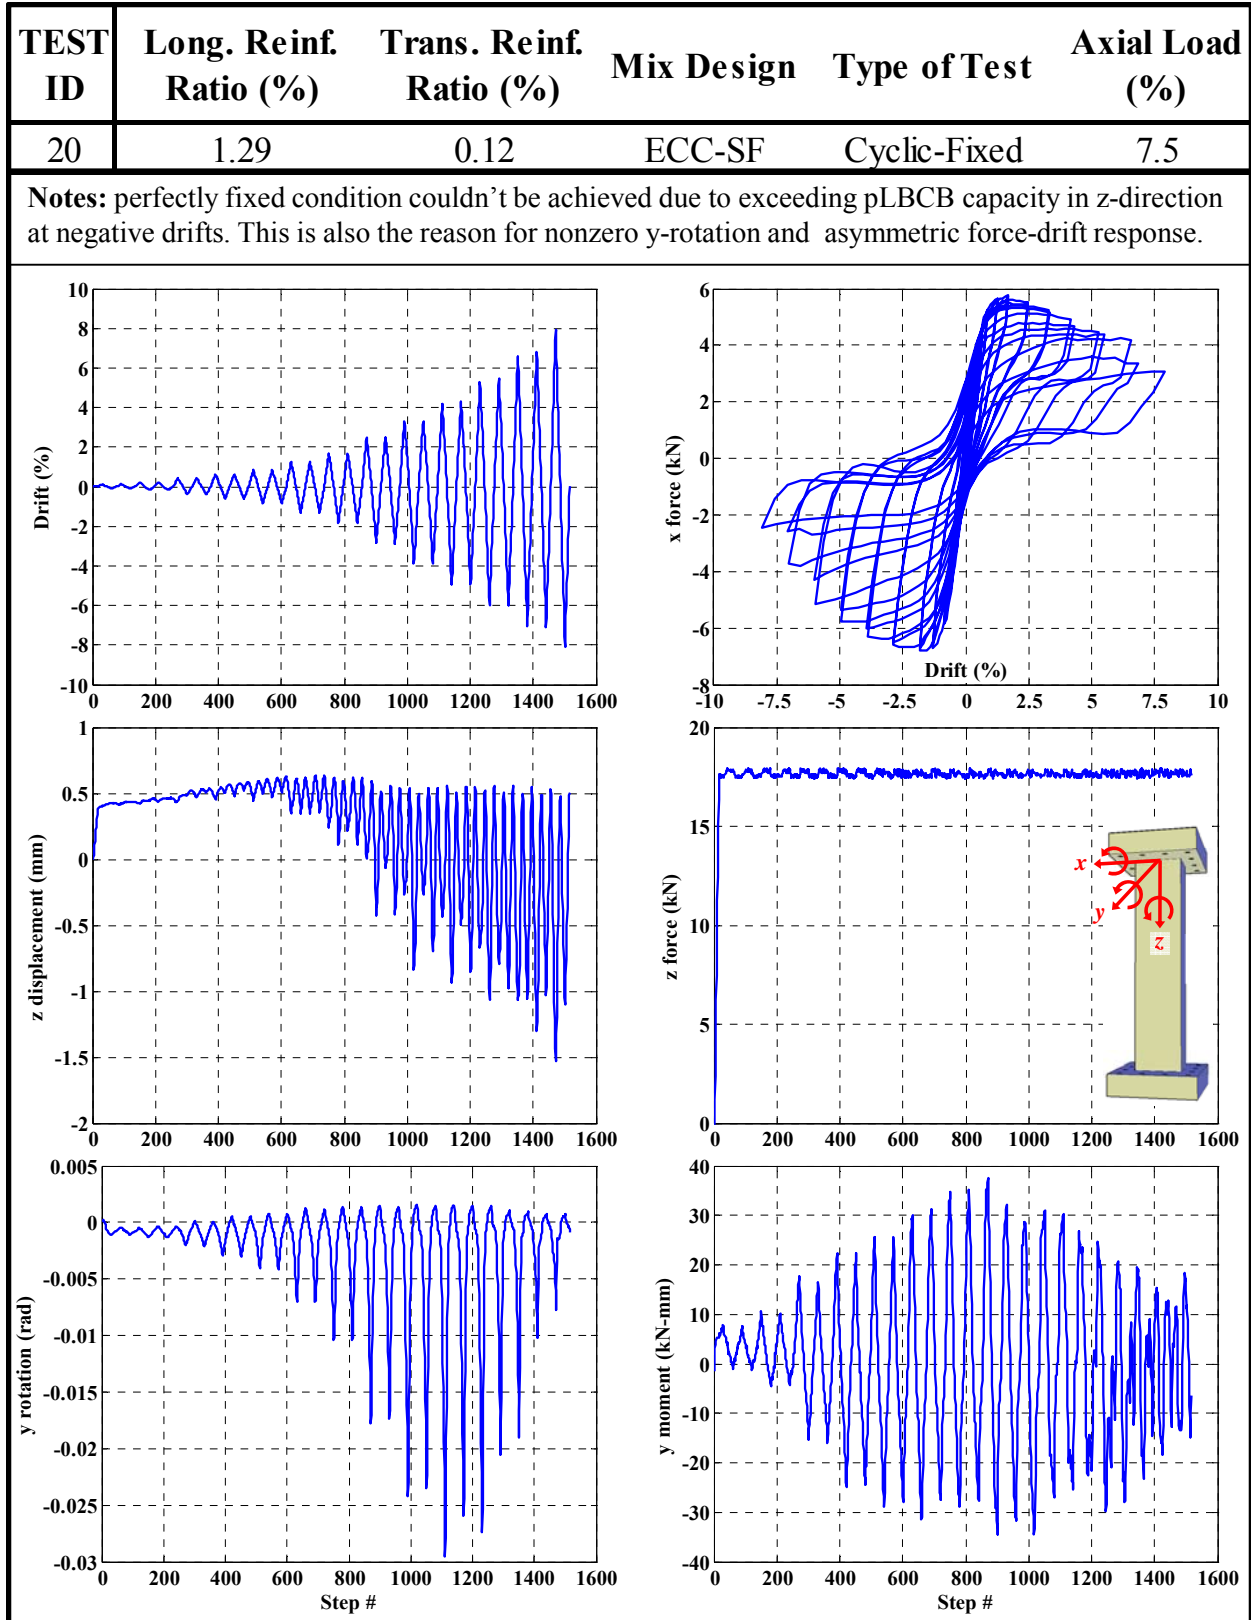 TEST ID Long. Reinf. Ratio (%) Trans. Reinf. Ratio (%) Mix Design Type of Test Axial Load (%)
20 1.29 0.12 ECC-SF Cyclic-Fixed 7.5
Notes: perfectly fixed condition couldn't be achieved due to exceeding pLBCB capacity in z-direction
at negative drifts. This is also the reason for nonzero y-rotation and asymmetric force-drift response.
Drift (%)
10
8
6
4
2
0
-2
-4
-6
-8
-10
0 200 400 600 800 1000 1200 1400 1600
x force (kN)
6
4
2
0
-2
-4
-6
-8
Drift (%)
-10 -7.5 -5 -2.5 0 2.5 5 7.5 10
z displacement (mm)
1
0.5
0
-0.5
-1
-1.5
-2
0 200 400 600 800 1000 1200 1400 1600
z force (kN)
20
15
10
5
0
x
y
z
0 200 400 600 800 1000 1200 1400 1600
y rotation (rad)
0.005
0
-0.005
-0.01
-0.015
-0.02
-0.025
-0.03
0 200 400 600 800 1000 1200 1400 1600
Step #
y moment (kN-mm)
40
30
20
10
0
-10
-20
-30
-40
0 200 400 600 800 1000 1200 1400 1600
Step #